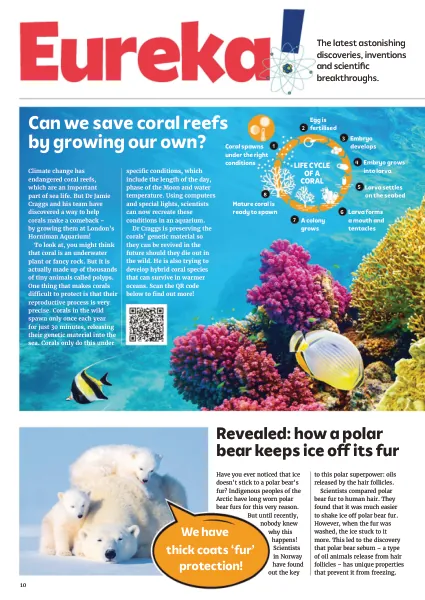 Eureka!
The latest astonishing
discoveries, inventions
and scientific
breakthroughs.
Can we save coral reefs
by growing our own?
Climate change has
endangered coral reefs,
which are an important
part of sea life. But Dr Jamie
Craggs and his team have
discovered a way to help
corals make a comeback –
by growing them at London's
Horniman Aquarium!
To look at, you might think
that coral is an underwater
plant or fancy rock. But it is
actually made up of thousands
of tiny animals called polyps.
One thing that makes corals
difficult to protect is that their
reproductive process is very
precise. Corals in the wild
spawn only once each year
for just 30 minutes, releasing
their genetic material into the
sea. Corals only do this under
specific conditions, which
include the length of the day,
phase of the Moon and water
temperature. Using computers
and special lights, scientists
can now recreate these
conditions in an aquarium.
Dr Craggs is preserving the
corals' genetic material so
they can be revived in the
future should they die out in
the wild. He is also trying to
develop hybrid coral species
that can survive in warmer
oceans. Scan the QR code
below to find out more!
LIFE CYCLE
OF A
CORAL
1
Coral spawns
under the right
conditions
2
Egg is
fertilised
3
Embryo
develops
4
Embryo grows
into larva
5
Larva settles
on the seabed
6
Larva forms
a mouth and
tentacles
7
A colony
grows
8
Mature coral is
ready to spawn
Revealed: how a polar
bear keeps ice off its fur
Have you ever noticed that ice
doesn't stick to a polar bear's
fur? Indigenous peoples of the
Arctic have long worn polar
bear furs for this very reason.
But until recently,
nobody knew
why this
happens!
Scientists
in Norway
have found
out the key
to this polar superpower: oils
released by the hair follicles.
Scientists compared polar
bear fur to human hair. They
found that it was much easier
to shake ice off polar bear fur.
However, when the fur was
washed, the ice stuck to it
more. This led to the discovery
that polar bear sebum – a type
of oil animals release from hair
follicles – has unique properties
that prevent it from freezing.
We have
thick coats 'fur'
protection!
10